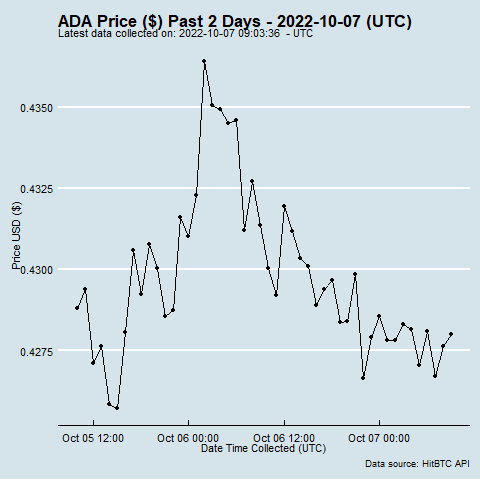 ADA Price ($) Past 2 Days - 2022-10-07 (UTC)
Latest data collected on: 2022-10-07 09:03:36  - UTC
0.4350
0.4325
0.4300
0.4275
Price USD ($)
Oct 05 12:00
Oct 06 00:00
Oct 06 12:00
Oct 07 00:00
Date Time Collected (UTC)
Data source: HitBTC API